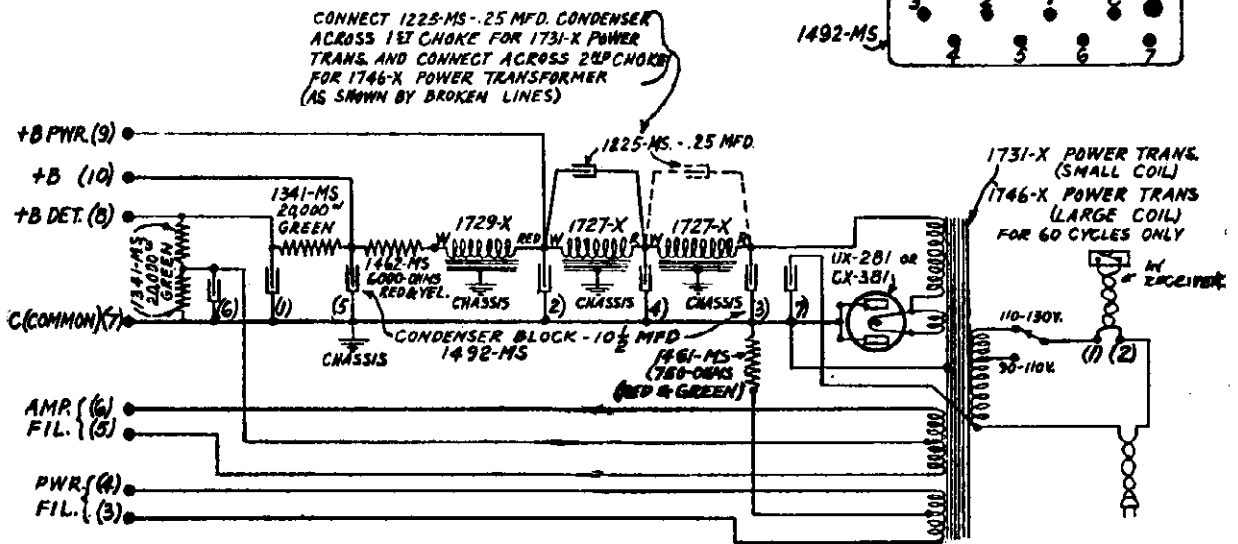 CONNECT 1225-MS-.25 MFD. CONDENSER
ACROSS 1ST CHOKE FOR 1731-X POWER
TRANS. AND CONNECT ACROSS 2ND CHOKE
FOR 1746-X POWER TRANSFORMER
(AS SHOWN BY BROKEN LINES)
1492-MS
4
5
6
7
+B PWR.(9)
+B (10)
+B DET.(8)
1341-MS
20,000 ω
GREEN
1341-MS
20,000 ω
GREEN
C(COMMON)(7)
1729-X
1727-X
1727-X
1225-MS.-.25 MFD.
W
RED
W
R
W
R
1462-MS
6000-OHMS
RED & YEL.
CHASSIS
CHASSIS
CHASSIS
CHASSIS
(6)
(1)
(5)
(2)
(4)
(3)
(7)
CONDENSER BLOCK-10½ MFD
1492-MS
1461-MS
(750-OHMS
(RED & GREEN)
UX-281 OR
CX-381
1731-X POWER TRANS.
(SMALL COIL)
1746-X POWER TRANS
(LARGE COIL)
FOR 60 CYCLES ONLY
110-130V.
90-110V.
(1) (2)
RECEIVER
AMP. (6)
FIL. (5)
PWR. (4)
FIL. (3)